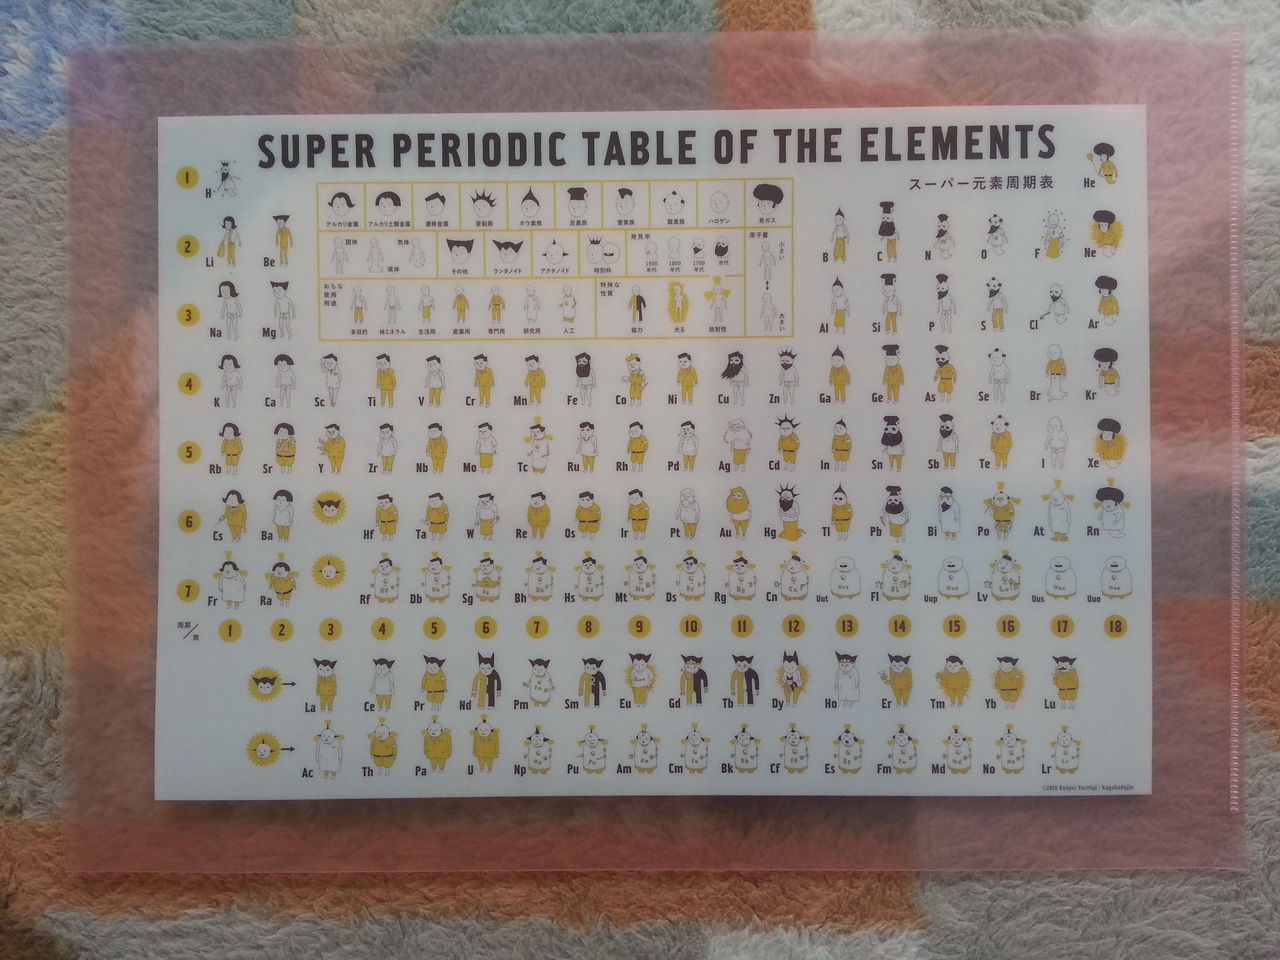 SUPER PERIODIC TABLE OF THE ELEMENTS
スーパー元素周期表
1 H He
アルカリ金属 アルカリ土類金属 遷移金属 亜鉛族 ホウ素族 炭素族 窒素族 酸素族 ハロゲン 希ガス
2 Li Be B C N O F Ne
固体 液体 気体 その他 ランタノイド アクチノイド 特別枠 発見年 1900年代 1800年代 1700年代 古代 原子量 小さい 大きい
3 Na Mg Al Si P S Cl Ar
おもな使用用途 多目的 体ミネラル 生活用 産業用 専門用 研究用 人工 特殊な性質 磁力 光る 放射性
4 K Ca Sc Ti V Cr Mn Fe Co Ni Cu Zn Ga Ge As Se Br Kr
5 Rb Sr Y Zr Nb Mo Tc Ru Rh Pd Ag Cd In Sn Sb Te I Xe
6 Cs Ba Hf Ta W Re Os Ir Pt Au Hg Tl Pb Bi Po At Rn
7 Fr Ra Rf Db Sg Bh Hs Mt Ds Rg Cn Uut Fl Uup Lv Uus Uuo
周期/族 1 2 3 4 5 6 7 8 9 10 11 12 13 14 15 16 17 18
La Ce Pr Nd Pm Sm Eu Gd Tb Dy Ho Er Tm Yb Lu
Ac Th Pa U Np Pu Am Cm Bk Cf Es Fm Md No Lr
©2010 Bunpei Yorifuji / Kagakudojin